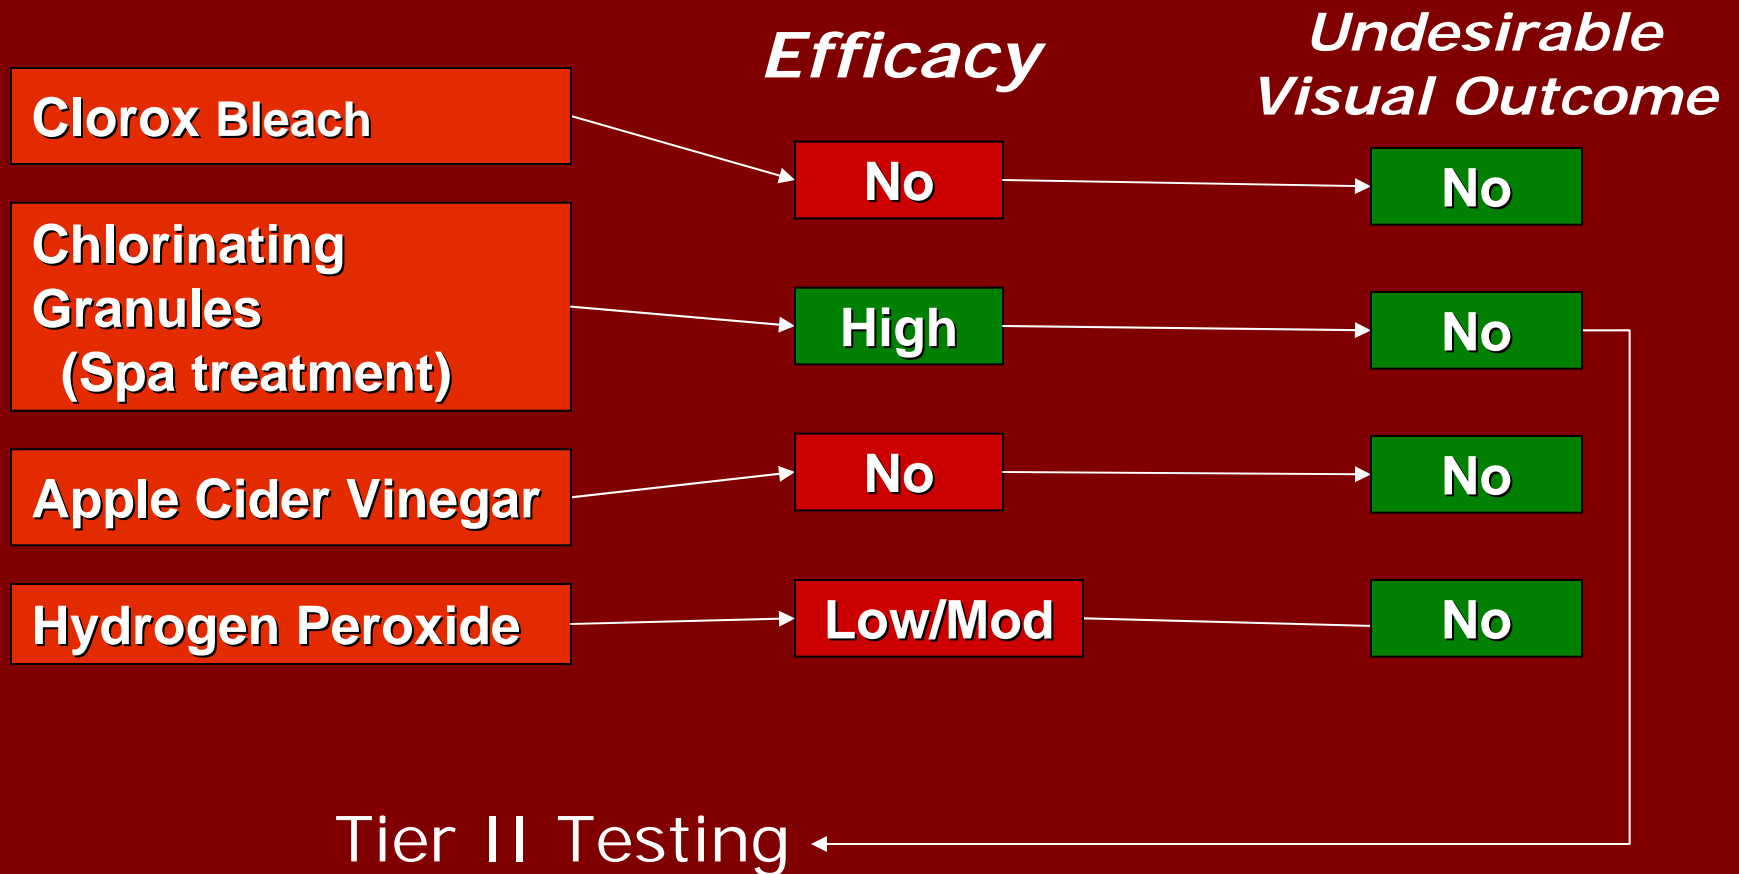 Efficacy
Undesirable
Visual Outcome
Clorox Bleach
No
No
Chlorinating
Granules
(Spa treatment)
High
No
Apple Cider Vinegar
No
No
Hydrogen Peroxide
Low/Mod
No
Tier II Testing